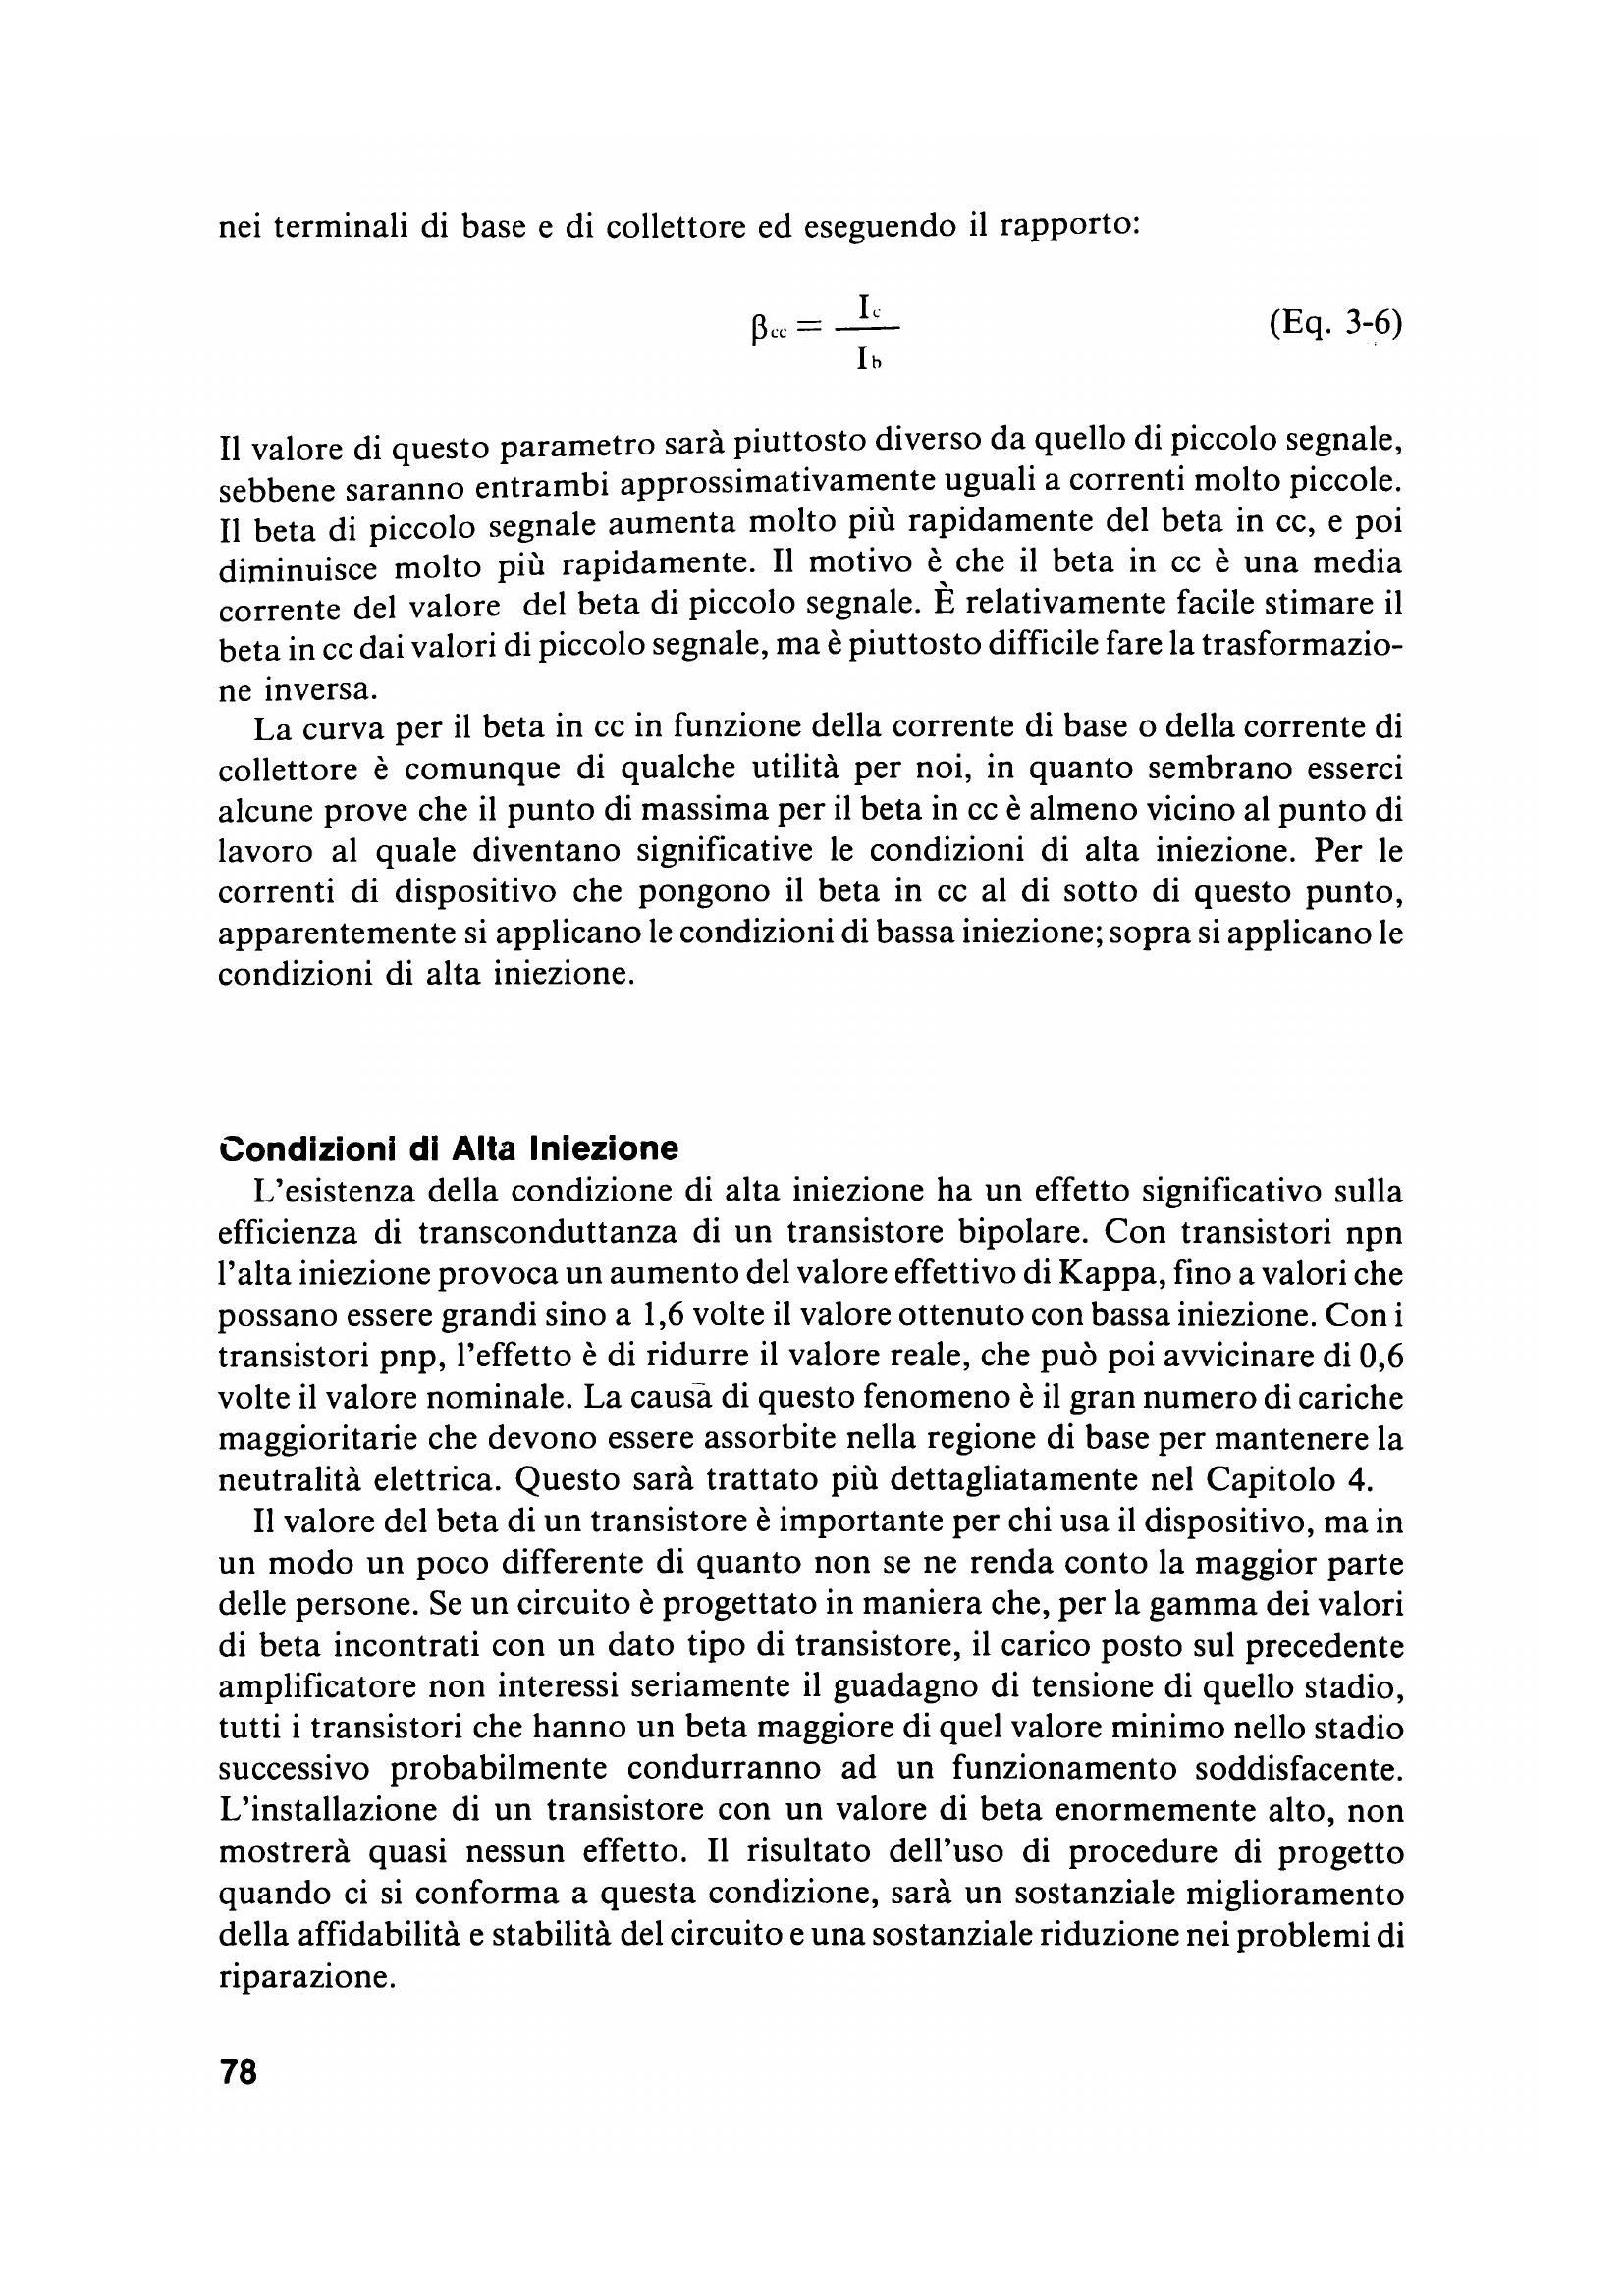 nei terminali di base e di collettore ed eseguendo il rapporto:
βcc = Ic / Ib (Eq. 3-6)
Il valore di questo parametro sarà piuttosto diverso da quello di piccolo segnale,
sebbene saranno entrambi approssimativamente uguali a correnti molto piccole.
Il beta di piccolo segnale aumenta molto più rapidamente del beta in cc, e poi
diminuisce molto più rapidamente. Il motivo è che il beta in cc è una media
corrente del valore del beta di piccolo segnale. È relativamente facile stimare il
beta in cc dai valori di piccolo segnale, ma è piuttosto difficile fare la trasformazio-
ne inversa.
La curva per il beta in cc in funzione della corrente di base o della corrente di
collettore è comunque di qualche utilità per noi, in quanto sembrano esserci
alcune prove che il punto di massima per il beta in cc è almeno vicino al punto di
lavoro al quale diventano significative le condizioni di alta iniezione. Per le
correnti di dispositivo che pongono il beta in cc al di sotto di questo punto,
apparentemente si applicano le condizioni di bassa iniezione; sopra si applicano le
condizioni di alta iniezione.
Condizioni di Alta Iniezione
L'esistenza della condizione di alta iniezione ha un effetto significativo sulla
efficienza di transconduttanza di un transistore bipolare. Con transistori npn
l'alta iniezione provoca un aumento del valore effettivo di Kappa, fino a valori che
possano essere grandi sino a 1,6 volte il valore ottenuto con bassa iniezione. Con i
transistori pnp, l'effetto è di ridurre il valore reale, che può poi avvicinare di 0,6
volte il valore nominale. La causa di questo fenomeno è il gran numero di cariche
maggioritarie che devono essere assorbite nella regione di base per mantenere la
neutralità elettrica. Questo sarà trattato più dettagliatamente nel Capitolo 4.
Il valore del beta di un transistore è importante per chi usa il dispositivo, ma in
un modo un poco differente di quanto non se ne renda conto la maggior parte
delle persone. Se un circuito è progettato in maniera che, per la gamma dei valori
di beta incontrati con un dato tipo di transistore, il carico posto sul precedente
amplificatore non interessi seriamente il guadagno di tensione di quello stadio,
tutti i transistori che hanno un beta maggiore di quel valore minimo nello stadio
successivo probabilmente condurranno ad un funzionamento soddisfacente.
L'installazione di un transistore con un valore di beta enormemente alto, non
mostrerà quasi nessun effetto. Il risultato dell'uso di procedure di progetto
quando ci si conforma a questa condizione, sarà un sostanziale miglioramento
della affidabilità e stabilità del circuito e una sostanziale riduzione nei problemi di
riparazione.
78